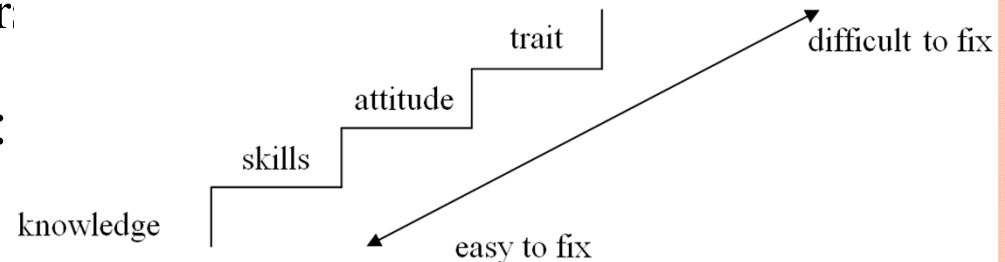 trait
difficult to fix
attitude
skills
knowledge
easy to fix